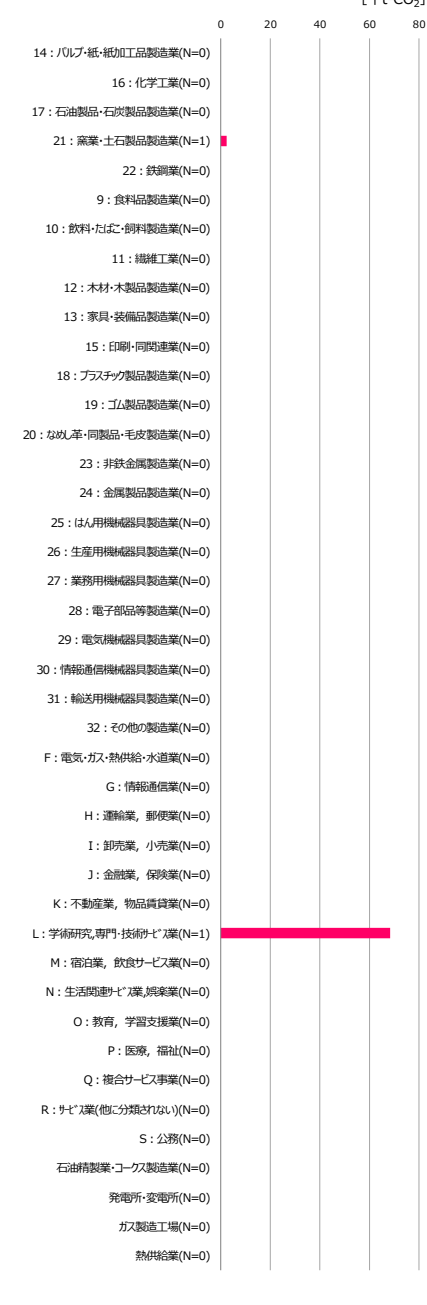 [千t-CO₂]
0 20 40 60 80
14：パルプ・紙・紙加工品製造業(N=0)
16：化学工業(N=0)
17：石油製品・石炭製品製造業(N=0)
21：窯業・土石製品製造業(N=1)
22：鉄鋼業(N=0)
9：食料品製造業(N=0)
10：飲料・たばこ・飼料製造業(N=0)
11：繊維工業(N=0)
12：木材・木製品製造業(N=0)
13：家具・装備品製造業(N=0)
15：印刷・同関連業(N=0)
18：プラスチック製品製造業(N=0)
19：ゴム製品製造業(N=0)
20：なめし革・同製品・毛皮製造業(N=0)
23：非鉄金属製造業(N=0)
24：金属製品製造業(N=0)
25：はん用機械器具製造業(N=0)
26：生産用機械器具製造業(N=0)
27：業務用機械器具製造業(N=0)
28：電子部品等製造業(N=0)
29：電気機械器具製造業(N=0)
30：情報通信機械器具製造業(N=0)
31：輸送用機械器具製造業(N=0)
32：その他の製造業(N=0)
F：電気・ガス・熱供給・水道業(N=0)
G：情報通信業(N=0)
H：運輸業，郵便業(N=0)
I：卸売業，小売業(N=0)
J：金融業，保険業(N=0)
K：不動産業，物品賃貸業(N=0)
L：学術研究,専門・技術ｻｰﾋﾞｽ業(N=1)
M：宿泊業，飲食サービス業(N=0)
N：生活関連ｻｰﾋﾞｽ業,娯楽業(N=0)
O：教育，学習支援業(N=0)
P：医療，福祉(N=0)
Q：複合サービス事業(N=0)
R：ｻｰﾋﾞｽ業(他に分類されない)(N=0)
S：公務(N=0)
石油精製業・コークス製造業(N=0)
発電所・変電所(N=0)
ガス製造工場(N=0)
熱供給業(N=0)